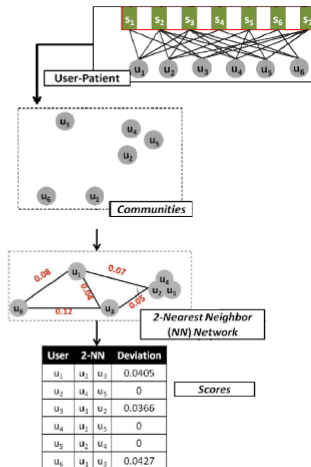 s1 s2 s3 s4 s5 s6 s7
u1 u2 u3 u4 u5 u6
User-Patient
u3
u4
u5
u2
u6
u1
Communities
u1
0.08
0.07
0.04
u4
u2 u5
0.05
u6
0.12
u3
2-Nearest Neighbor
(NN) Network
User 2-NN Deviation
u1 u2 u3 0.0405
u2 u4 u5 0
u3 u1 u2 0.0366
u4 u2 u5 0
u5 u2 u4 0
u6 u1 u3 0.0427
Scores